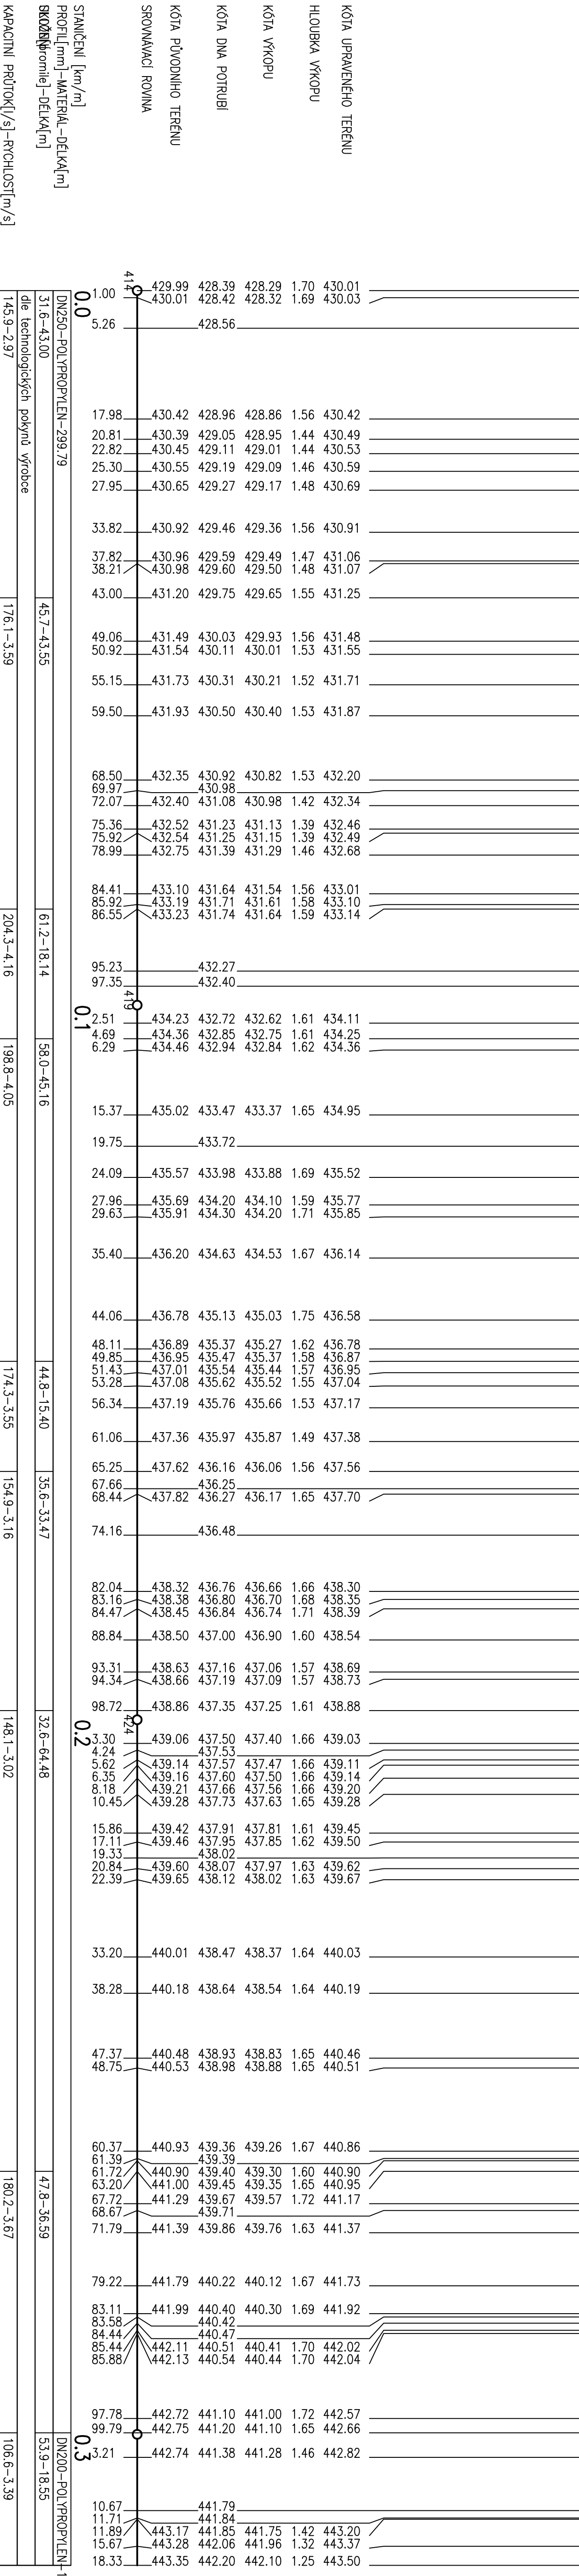 KÓTA UPRAVENÉHO TERÉNU
HLOUBKA VÝKOPU
KÓTA VÝKOPU
KÓTA DNA POTRUBÍ
KÓTA PŮVODNÍHO TERÉNU
SROVNÁVACÍ ROVINA
STANIČENÍ [km/m]
PROFIL[mm]-MATERIÁL-DÉLKA[m]
-DÉLKA[m]
KAPACITNÍ PRŮTOK[l/s]-RYCHLOST[m/s]
414
0.0
429.99 428.39 428.29 1.70 430.01
1.00 430.01 428.42 428.32 1.69 430.03
5.26 428.56
17.98 430.42 428.96 428.86 1.56 430.42
20.81 430.39 429.05 428.95 1.44 430.49
22.82 430.45 429.11 429.01 1.44 430.53
25.30 430.55 429.19 429.09 1.46 430.59
27.95 430.65 429.27 429.17 1.48 430.69
33.82 430.92 429.46 429.36 1.56 430.91
37.82 430.96 429.59 429.49 1.47 431.06
38.21 430.98 429.60 429.50 1.48 431.07
43.00 431.20 429.75 429.65 1.55 431.25
49.06 431.49 430.03 429.93 1.56 431.48
50.92 431.54 430.11 430.01 1.53 431.55
55.15 431.73 430.31 430.21 1.52 431.71
59.50 431.93 430.50 430.40 1.53 431.87
68.50 432.35 430.92 430.82 1.53 432.20
69.97 430.98
72.07 432.40 431.08 430.98 1.42 432.34
75.36 432.52 431.23 431.13 1.39 432.46
75.92 432.54 431.25 431.15 1.39 432.49
78.99 432.75 431.39 431.29 1.46 432.68
84.41 433.10 431.64 431.54 1.56 433.01
85.92 433.19 431.71 431.61 1.58 433.10
86.55 433.23 431.74 431.64 1.59 433.14
95.23 432.27
97.35 432.40
419
0.1
2.51 434.23 432.72 432.62 1.61 434.11
4.69 434.36 432.85 432.75 1.61 434.25
6.29 434.46 432.94 432.84 1.62 434.36
15.37 435.02 433.47 433.37 1.65 434.95
19.75 433.72
24.09 435.57 433.98 433.88 1.69 435.52
27.96 435.69 434.20 434.10 1.59 435.77
29.63 435.91 434.30 434.20 1.71 435.85
35.40 436.20 434.63 434.53 1.67 436.14
44.06 436.78 435.13 435.03 1.75 436.58
48.11 436.89 435.37 435.27 1.62 436.78
49.85 436.95 435.47 435.37 1.58 436.87
51.43 437.01 435.54 435.44 1.57 436.95
53.28 437.08 435.62 435.52 1.55 437.04
56.34 437.19 435.76 435.66 1.53 437.17
61.06 437.36 435.97 435.87 1.49 437.38
65.25 437.62 436.16 436.06 1.56 437.56
67.66 436.25
68.44 437.82 436.27 436.17 1.65 437.70
74.16 436.48
82.04 438.32 436.76 436.66 1.66 438.30
83.16 438.38 436.80 436.70 1.68 438.35
84.47 438.45 436.84 436.74 1.71 438.39
88.84 438.50 437.00 436.90 1.60 438.54
93.31 438.63 437.16 437.06 1.57 438.69
94.34 438.66 437.19 437.09 1.57 438.73
98.72 438.86 437.35 437.25 1.61 438.88
424
0.2
3.30 439.06 437.50 437.40 1.66 439.03
4.24 437.53
5.62 439.14 437.57 437.47 1.66 439.11
6.35 439.16 437.60 437.50 1.66 439.14
8.18 439.21 437.66 437.56 1.66 439.20
10.45 439.28 437.73 437.63 1.65 439.28
15.86 439.42 437.91 437.81 1.61 439.45
17.11 439.46 437.95 437.85 1.62 439.50
19.33 438.02
20.84 439.60 438.07 437.97 1.63 439.62
22.39 439.65 438.12 438.02 1.63 439.67
33.20 440.01 438.47 438.37 1.64 440.03
38.28 440.18 438.64 438.54 1.64 440.19
47.37 440.48 438.93 438.83 1.65 440.46
48.75 440.53 438.98 438.88 1.65 440.51
60.37 440.93 439.36 439.26 1.67 440.86
61.39 439.39
61.72 440.90 439.40 439.30 1.60 440.90
63.20 441.00 439.45 439.35 1.65 440.95
67.72 441.29 439.67 439.57 1.72 441.17
68.67 439.71
71.79 441.39 439.86 439.76 1.63 441.37
79.22 441.79 440.22 440.12 1.67 441.73
83.11 441.99 440.40 440.30 1.69 441.92
83.58 440.42
84.44 440.47
85.44 442.11 440.51 440.41 1.70 442.02
85.88 442.13 440.54 440.44 1.70 442.04
97.78 442.72 441.10 441.00 1.72 442.57
99.79 442.75 441.20 441.10 1.65 442.66
0.3
3.21 442.74 441.38 441.28 1.46 442.82
10.67 441.79
11.71 441.84
11.89 443.17 441.85 441.75 1.42 443.20
15.67 443.28 442.06 441.96 1.32 443.37
18.33 443.35 442.20 442.10 1.25 443.50
DN250-POLYPROPYLEN-299.79 DN200-POLYPROPYLEN-1
31.6-43.00 45.7-43.55 61.2-18.14 58.0-45.16 44.8-15.40 35.6-33.47 32.6-64.48 47.8-36.59 53.9-18.55
dle technologických pokynů výrobce
145.9-2.97 176.1-3.59 204.3-4.16 198.8-4.05 174.3-3.55 154.9-3.16 148.1-3.02 180.2-3.67 106.6-3.39